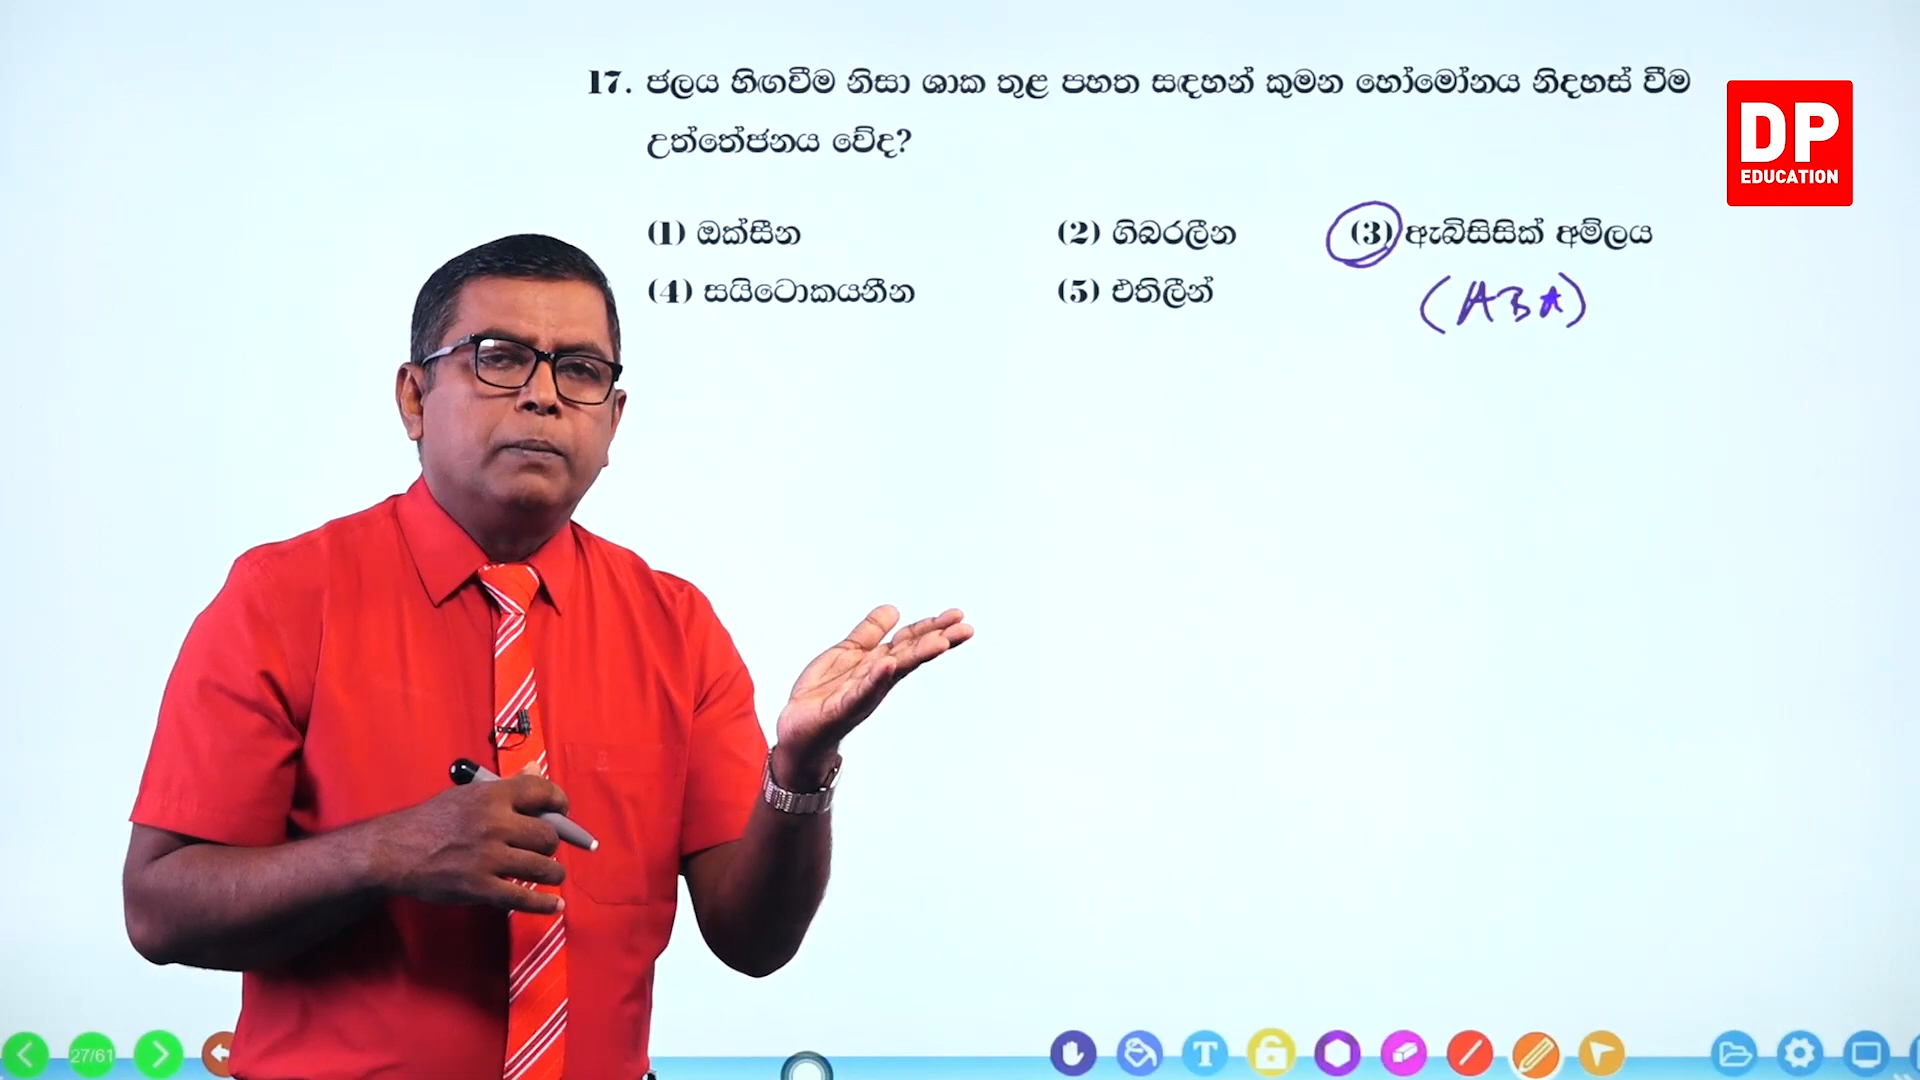 17. ජලය හිඟවීම නිසා ශාක තුළ පහත සඳහන් කුමන හෝමෝනය නිදහස් වීම
උත්තේජනය වේද?
(1) ඔක්සීන (2) ගිබරලීන (3) ඇබිසිසික් අම්ලය
(4) සයිටොකයනීන (5) එතිලීන්
(ABA)
DP
EDUCATION
27/61
T